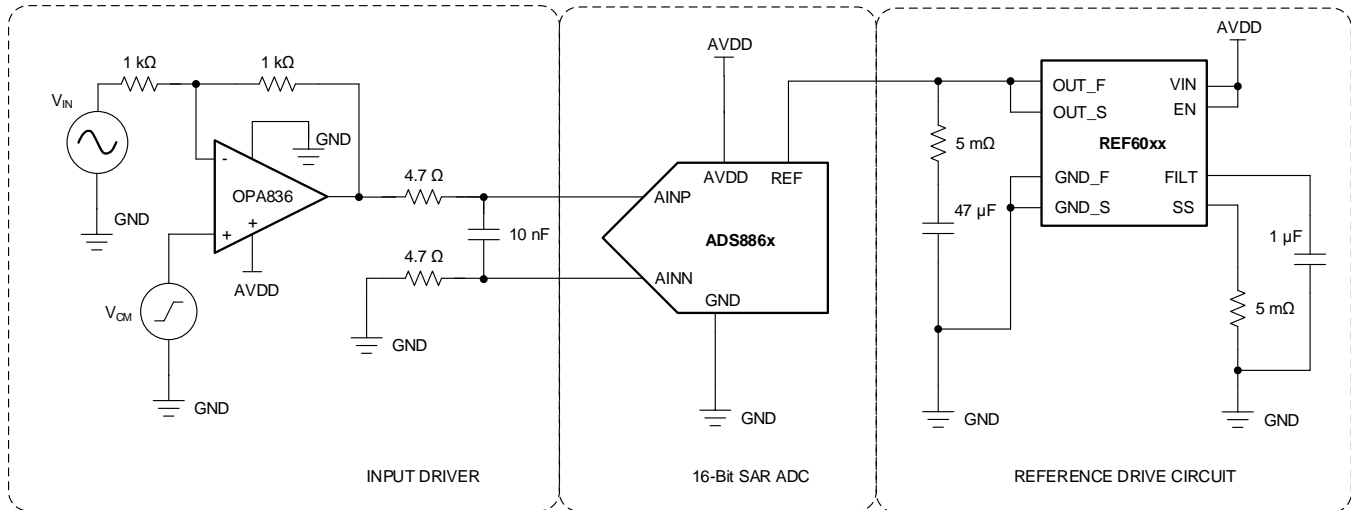 1 kΩ
1 kΩ
V_IN
GND
-
OPA836
+
+
GND
AVDD
V_CM
GND
4.7 Ω
10 nF
4.7 Ω
GND
INPUT DRIVER
AVDD
AVDD
REF
AINP
ADS886x
AINN
GND
GND
16-Bit SAR ADC
AVDD
OUT_F
VIN
OUT_S
EN
REF60xx
5 mΩ
GND_F
FILT
GND_S
SS
47 µF
1 µF
5 mΩ
GND
GND
REFERENCE DRIVE CIRCUIT